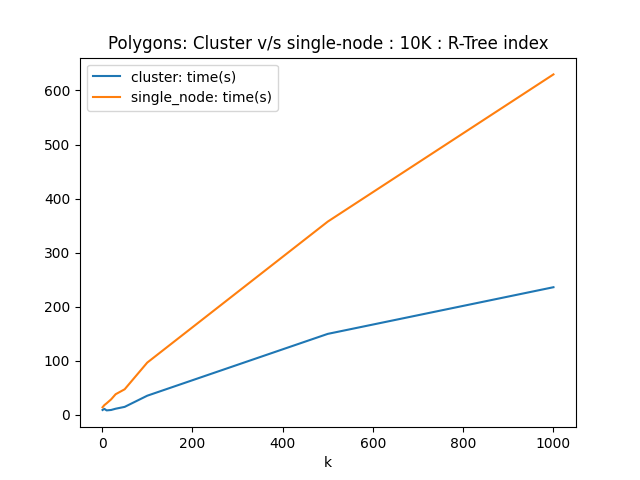 Polygons: Cluster v/s single-node : 10K : R-Tree index
cluster: time(s)
single_node: time(s)
600
500
400
300
200
100
0
0 200 400 600 800 1000
k